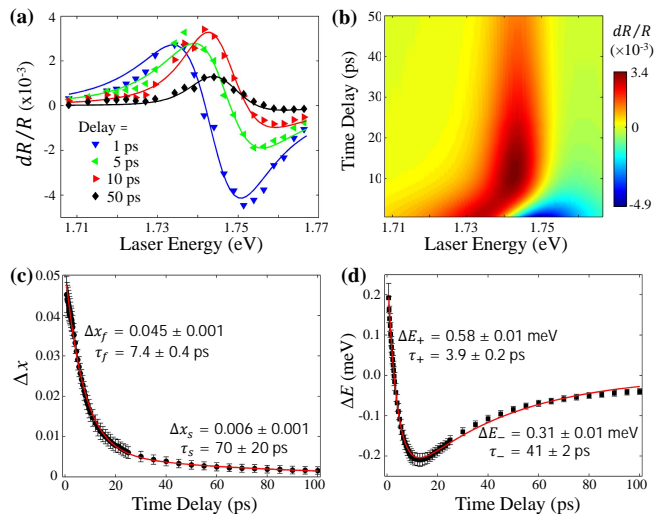 (a)
4
2
0
-2
-4
dR/R (x10⁻³)
Delay =
1 ps
5 ps
10 ps
50 ps
1.71
1.73
1.75
1.77
Laser Energy (eV)
(b)
50
40
30
20
10
Time Delay (ps)
1.71
1.73
1.75
Laser Energy (eV)
dR/R
(×10⁻³)
3.4
0
-4.9
(c)
0.05
0.04
0.03
0.02
0.01
0
Δx
Δx_f = 0.045 ± 0.001
τ_f = 7.4 ± 0.4 ps
Δx_s = 0.006 ± 0.001
τ_s = 70 ± 20 ps
0 20 40 60 80 100
Time Delay (ps)
(d)
0.2
0.1
0.0
-0.1
-0.2
ΔE (meV)
ΔE₊ = 0.58 ± 0.01 meV
τ₊ = 3.9 ± 0.2 ps
ΔE₋ = 0.31 ± 0.01 meV
τ₋ = 41 ± 2 ps
0 20 40 60 80 100
Time Delay (ps)